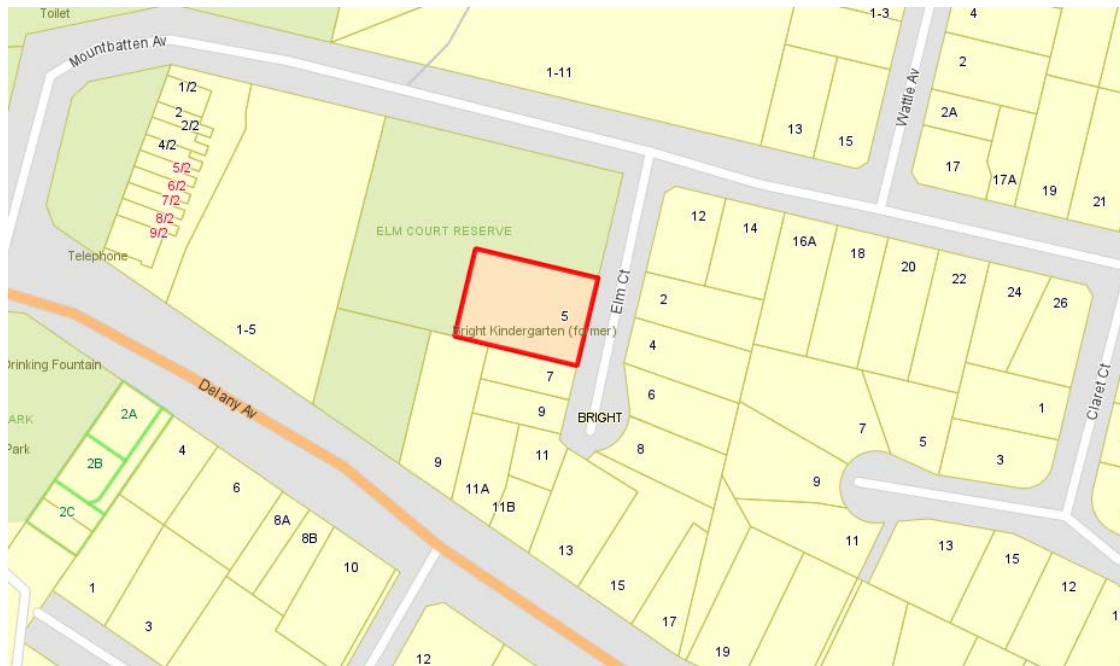 Toilet
Mountbatten Av
1-3
4
2
1-11
Wattle Av
1/2
2
2/2
4/2
5/2
6/2
7/2
8/2
9/2
2A
13
15
17
17A
19
21
ELM COURT RESERVE
Telephone
12
14
16A
18
20
22
24
26
Elm Ct
2
5
Bright Kindergarten (former)
4
1-5
7
6
9
BRIGHT
8
Drinking Fountain
Delany Av
Claret Ct
1
7
5
3
9
2A
ARK
Park
2B
2C
4
6
9
11A
11B
11
8A
8B
10
13
15
17
19
11
13
15
12
1
1
3
12